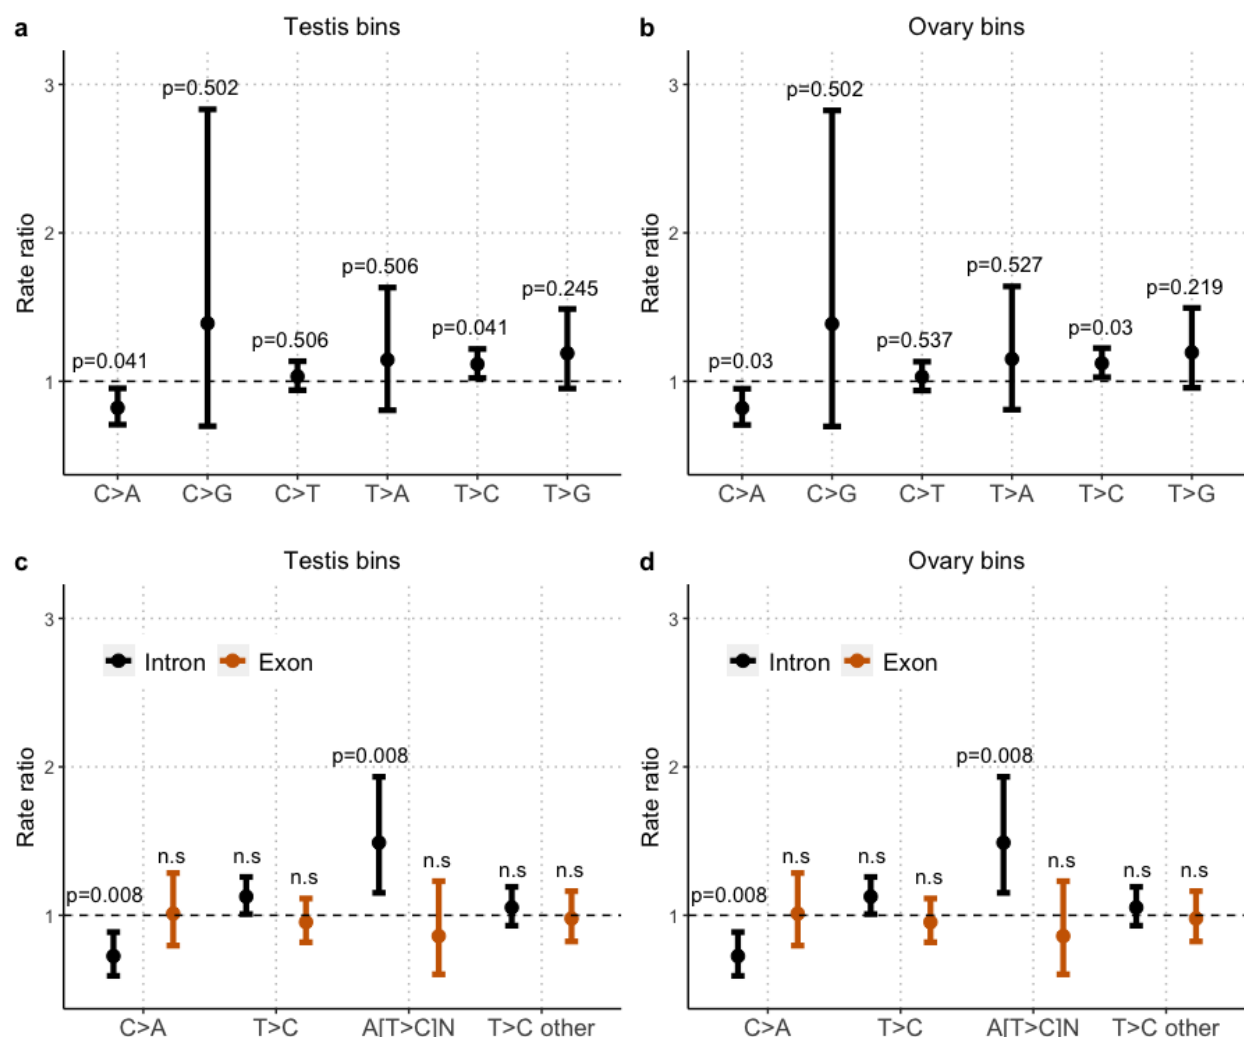 a
Testis bins
Rate ratio
3
2
1
p=0.041
p=0.502
p=0.506
p=0.506
p=0.041
p=0.245
C>A
C>G
C>T
T>A
T>C
T>G
b
Ovary bins
Rate ratio
3
2
1
p=0.03
p=0.502
p=0.537
p=0.527
p=0.03
p=0.219
C>A
C>G
C>T
T>A
T>C
T>G
c
Testis bins
Rate ratio
3
2
1
Intron
Exon
p=0.008
n.s
n.s
n.s
p=0.008
n.s
n.s
n.s
C>A
T>C
A[T>C]N
T>C other
d
Ovary bins
Rate ratio
3
2
1
Intron
Exon
p=0.008
n.s
n.s
n.s
p=0.008
n.s
n.s
n.s
C>A
T>C
A[T>C]N
T>C other